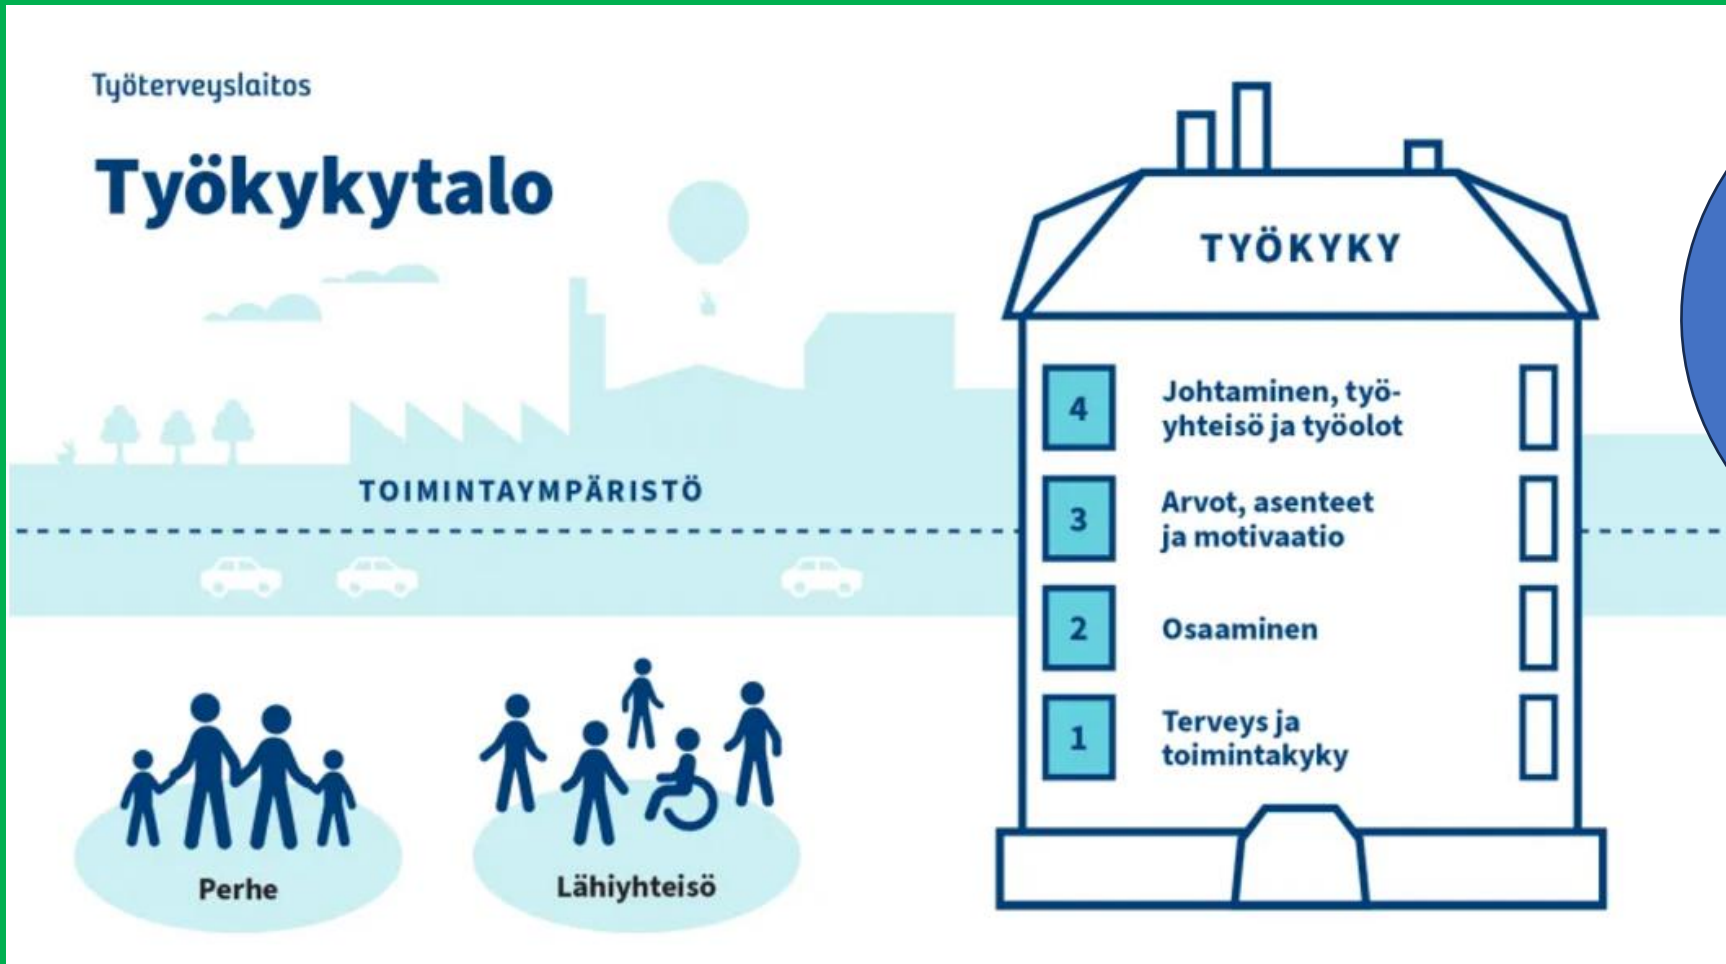 Työterveyslaitos
Työkykytalo
TYÖKYKY
4
Johtaminen, työ-
yhteisö ja työolot
3
Arvot, asenteet
ja motivaatio
2
Osaaminen
1
Terveys ja
toimintakyky
TOIMINTAYMPÄRISTÖ
Perhe
Lähiyhteisö